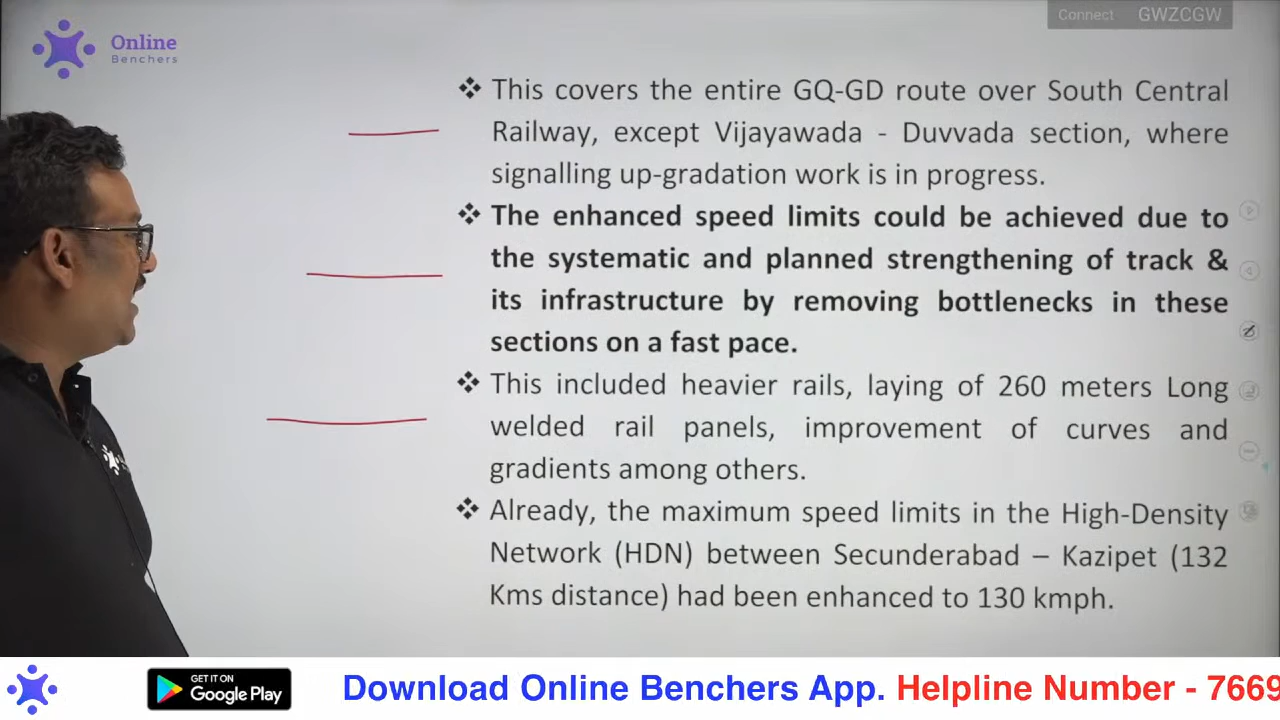 Connect GWZCGW
Online
Benchers
❖ This covers the entire GQ-GD route over South Central
Railway, except Vijayawada - Duvvada section, where
signalling up-gradation work is in progress.
❖ The enhanced speed limits could be achieved due to
the systematic and planned strengthening of track &
its infrastructure by removing bottlenecks in these
sections on a fast pace.
❖ This included heavier rails, laying of 260 meters Long
welded rail panels, improvement of curves and
gradients among others.
❖ Already, the maximum speed limits in the High-Density
Network (HDN) between Secunderabad – Kazipet (132
Kms distance) had been enhanced to 130 kmph.
GET IT ON
Google Play
Download Online Benchers App. Helpline Number - 7669